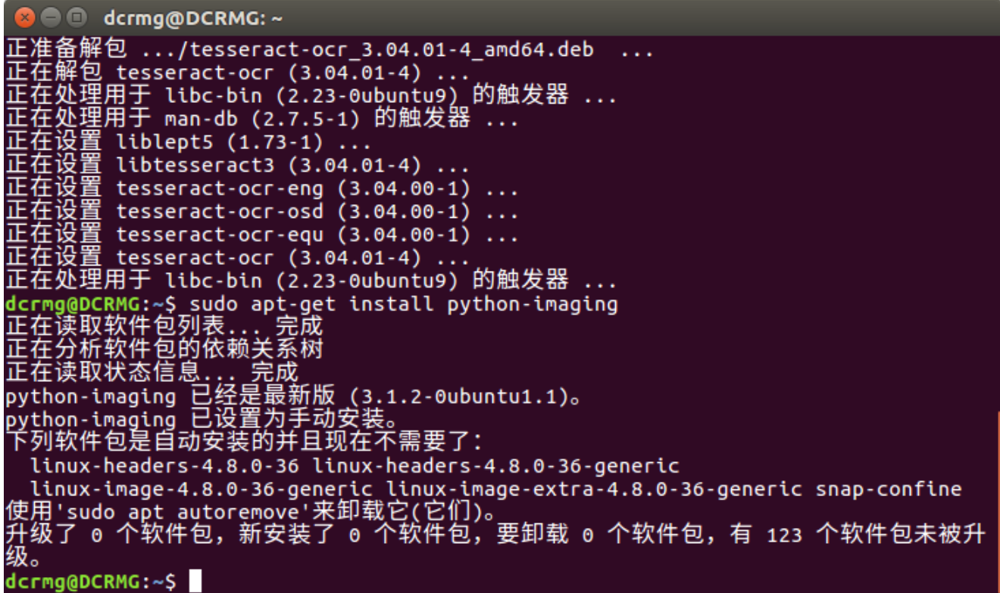 dcrmg@DCRMG: ~
正准备解包 .../tesseract-ocr_3.04.01-4_amd64.deb ...
正在解包 tesseract-ocr (3.04.01-4) ...
正在处理用于 libc-bin (2.23-0ubuntu9) 的触发器 ...
正在处理用于 man-db (2.7.5-1) 的触发器 ...
正在设置 liblept5 (1.73-1) ...
正在设置 libtesseract3 (3.04.01-4) ...
正在设置 tesseract-ocr-eng (3.04.00-1) ...
正在设置 tesseract-ocr-osd (3.04.00-1) ...
正在设置 tesseract-ocr-equ (3.04.00-1) ...
正在设置 tesseract-ocr (3.04.01-4) ...
正在处理用于 libc-bin (2.23-0ubuntu9) 的触发器 ...
dcrmg@DCRMG:~$ sudo apt-get install python-imaging
正在读取软件包列表... 完成
正在分析软件包的依赖关系树
正在读取状态信息... 完成
python-imaging 已经是最新版 (3.1.2-0ubuntu1.1)。
python-imaging 已设置为手动安装。
下列软件包是自动安装的并且现在不需要了：
  linux-headers-4.8.0-36 linux-headers-4.8.0-36-generic
  linux-image-4.8.0-36-generic linux-image-extra-4.8.0-36-generic snap-confine
使用'sudo apt autoremove'来卸载它(它们)。
升级了 0 个软件包，新安装了 0 个软件包，要卸载 0 个软件包，有 123 个软件包未被升
级。
dcrmg@DCRMG:~$